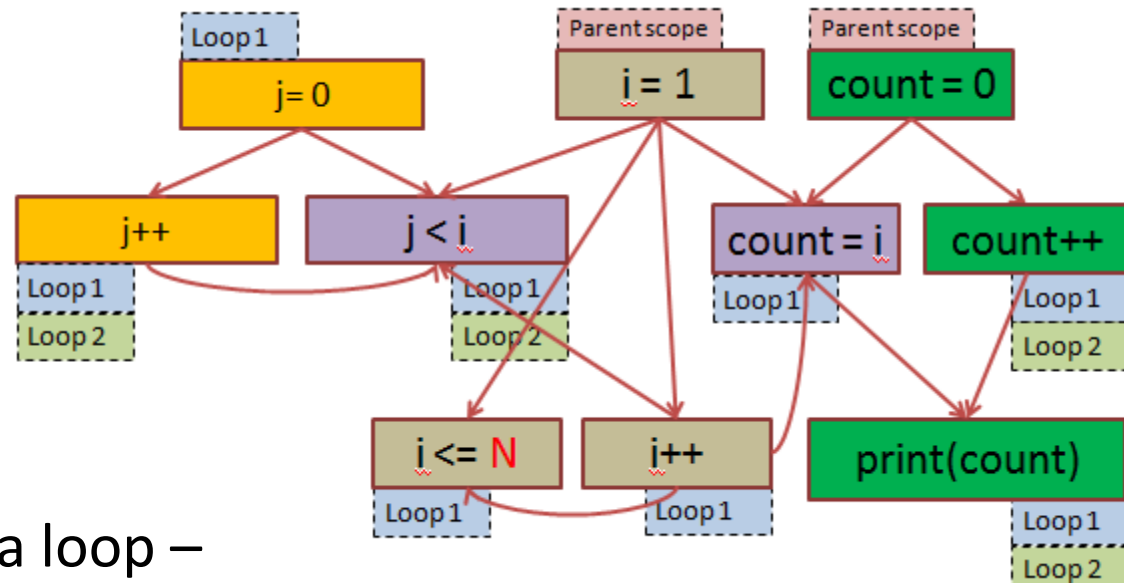 Loop 1
Parent scope
Parent scope
j= 0
i = 1
count = 0
j++
j < i
count = i
count++
Loop 1
Loop 2
Loop 1
Loop 2
Loop 1
Loop 1
Loop 2
i <= N
i++
print(count)
Loop 1
Loop 1
Loop 1
Loop 2
a loop –